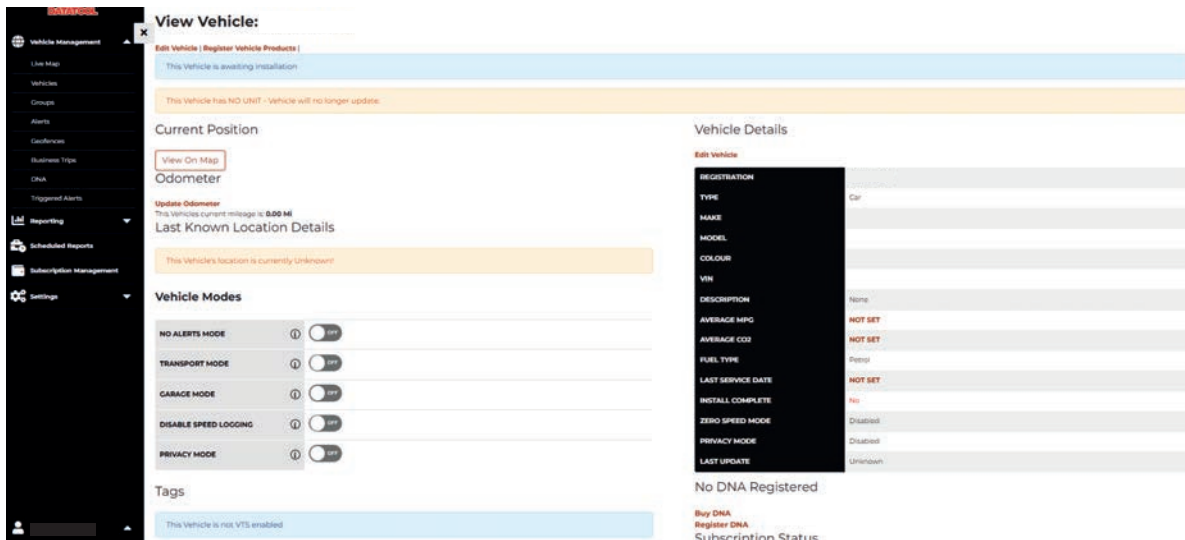 DATATOOL
Vehicle Management
Live Map
Vehicles
Groups
Alerts
Geofences
Business Trips
DNA
Triggered Alerts
Reporting
Scheduled Reports
Subscription Management
Settings
×
View Vehicle:
Edit Vehicle | Register Vehicle Products |
This Vehicle is awaiting installation
This Vehicle has NO UNIT - Vehicle will no longer update.
Current Position
View On Map
Odometer
Update Odometer
This Vehicles current mileage is: 0.00 Mi
Last Known Location Details
This Vehicle's location is currently Unknown!
Vehicle Modes
NO ALERTS MODE OFF
TRANSPORT MODE OFF
GARAGE MODE OFF
DISABLE SPEED LOGGING OFF
PRIVACY MODE OFF
Tags
This Vehicle is not VTS enabled
Vehicle Details
Edit Vehicle
REGISTRATION
TYPE Car
MAKE
MODEL
COLOUR
VIN
DESCRIPTION None
AVERAGE MPG NOT SET
AVERAGE CO2 NOT SET
FUEL TYPE Petrol
LAST SERVICE DATE NOT SET
INSTALL COMPLETE No
ZERO SPEED MODE Disabled
PRIVACY MODE Disabled
LAST UPDATE Unknown
No DNA Registered
Buy DNA
Register DNA
Subscription Status